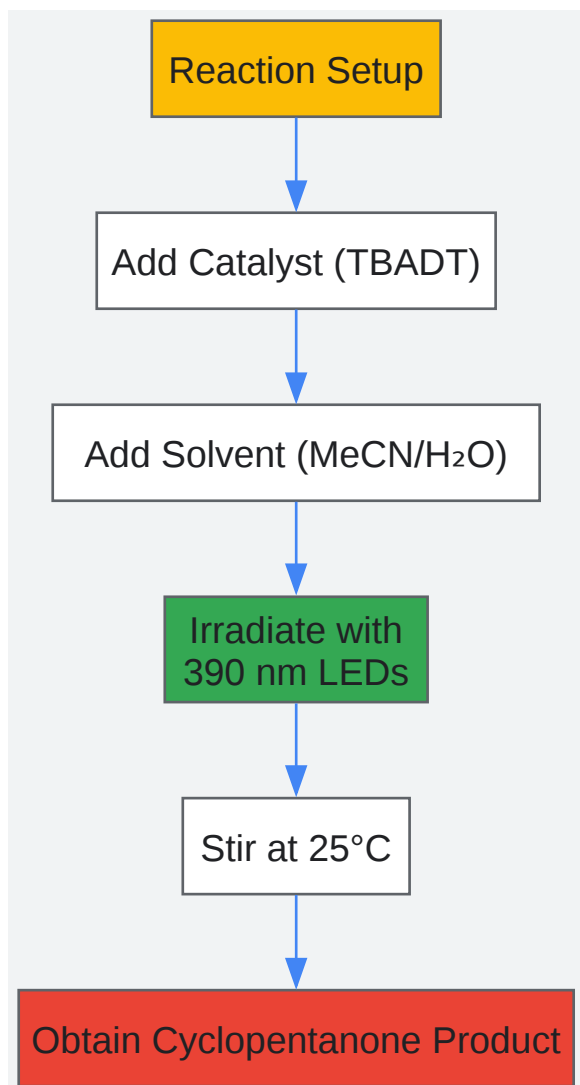 Reaction Setup
Add Catalyst (TBADT)
Add Solvent (MeCN/H₂O)
Irradiate with
390 nm LEDs
Stir at 25°C
Obtain Cyclopentanone Product